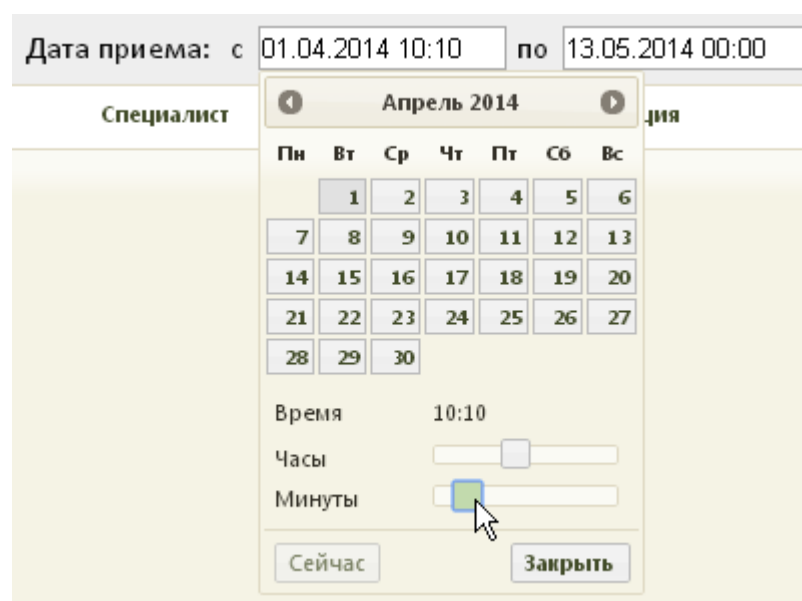 Дата приема: с 01.04.2014 10:10 по 13.05.2014 00:00
Специалист
Апрель 2014
ция
Пн Вт Ср Чт Пт Сб Вс
1 2 3 4 5 6
7 8 9 10 11 12 13
14 15 16 17 18 19 20
21 22 23 24 25 26 27
28 29 30
Время 10:10
Часы
Минуты
Сейчас Закрыть